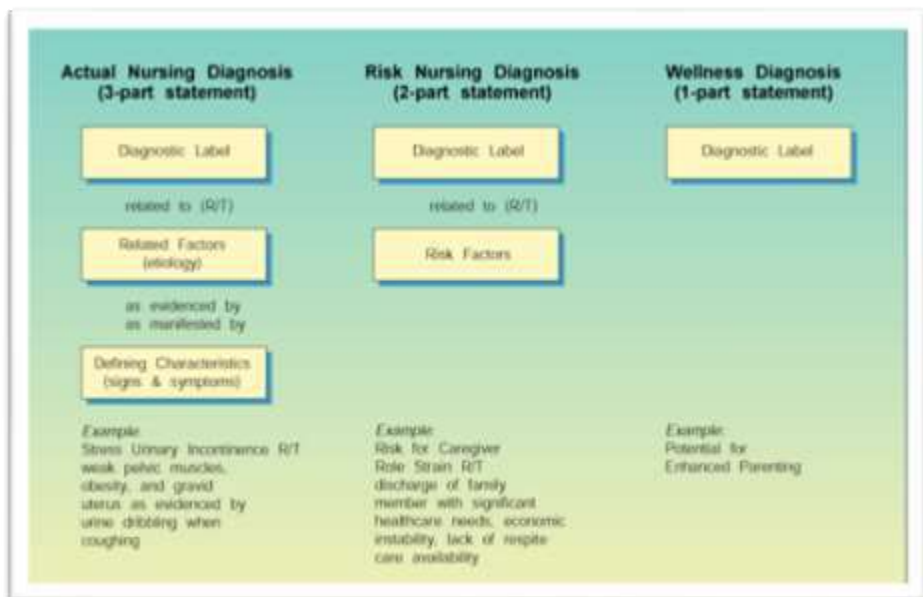 Actual Nursing Diagnosis
(3-part statement)
Diagnostic Label
related to (R/T)
Related Factors
(etiology)
as evidenced by
as manifested by
Defining Characteristics
(signs & symptoms)
Example:
Stress Urinary Incontinence R/T
weak pelvic muscles,
obesity, and gravid
uterus as evidenced by
urine dribbling when
coughing
Risk Nursing Diagnosis
(2-part statement)
Diagnostic Label
related to (R/T)
Risk Factors
Example:
Risk for Caregiver
Role Strain R/T
discharge of family
member with significant
healthcare needs, economic
instability, lack of respite
care availability
Wellness Diagnosis
(1-part statement)
Diagnostic Label
Example:
Potential for
Enhanced Parenting